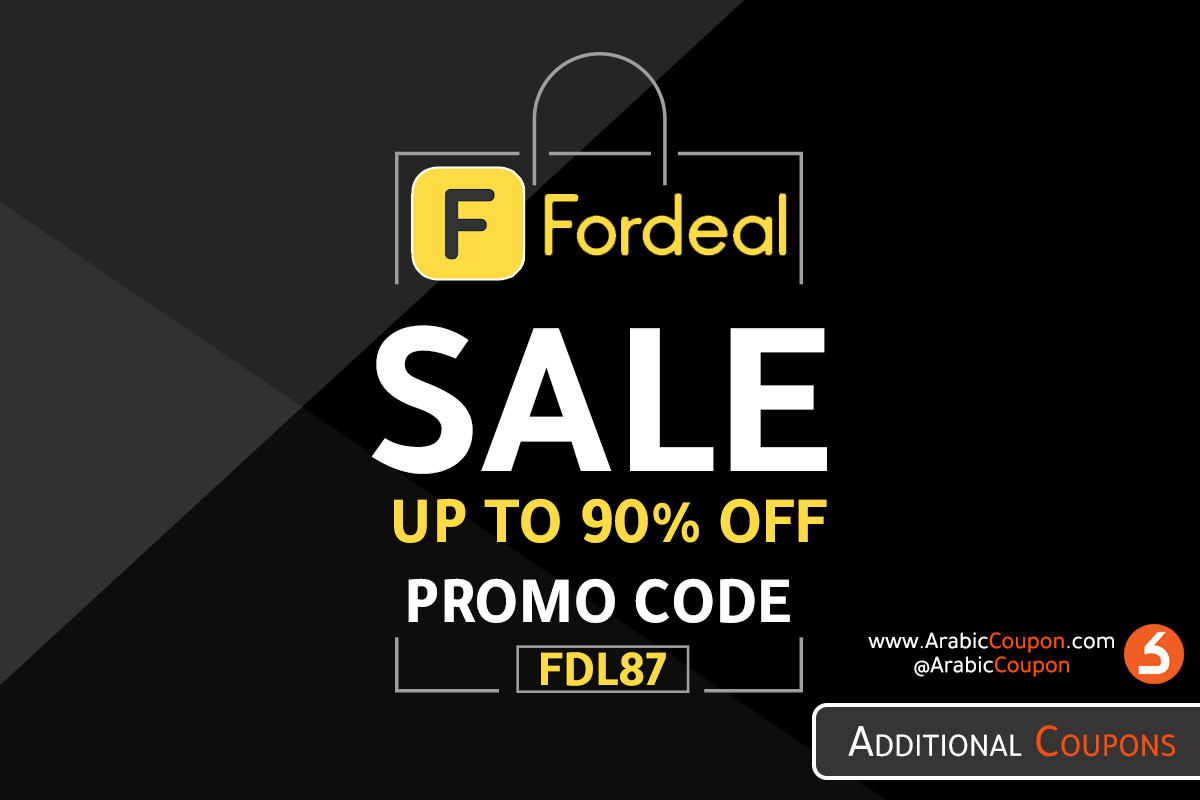 F Fordeal
SALE
UP TO 90% OFF
PROMO CODE
FDL87
www.ArabicCoupon.com
@ArabicCoupon
ADDITIONAL COUPONS